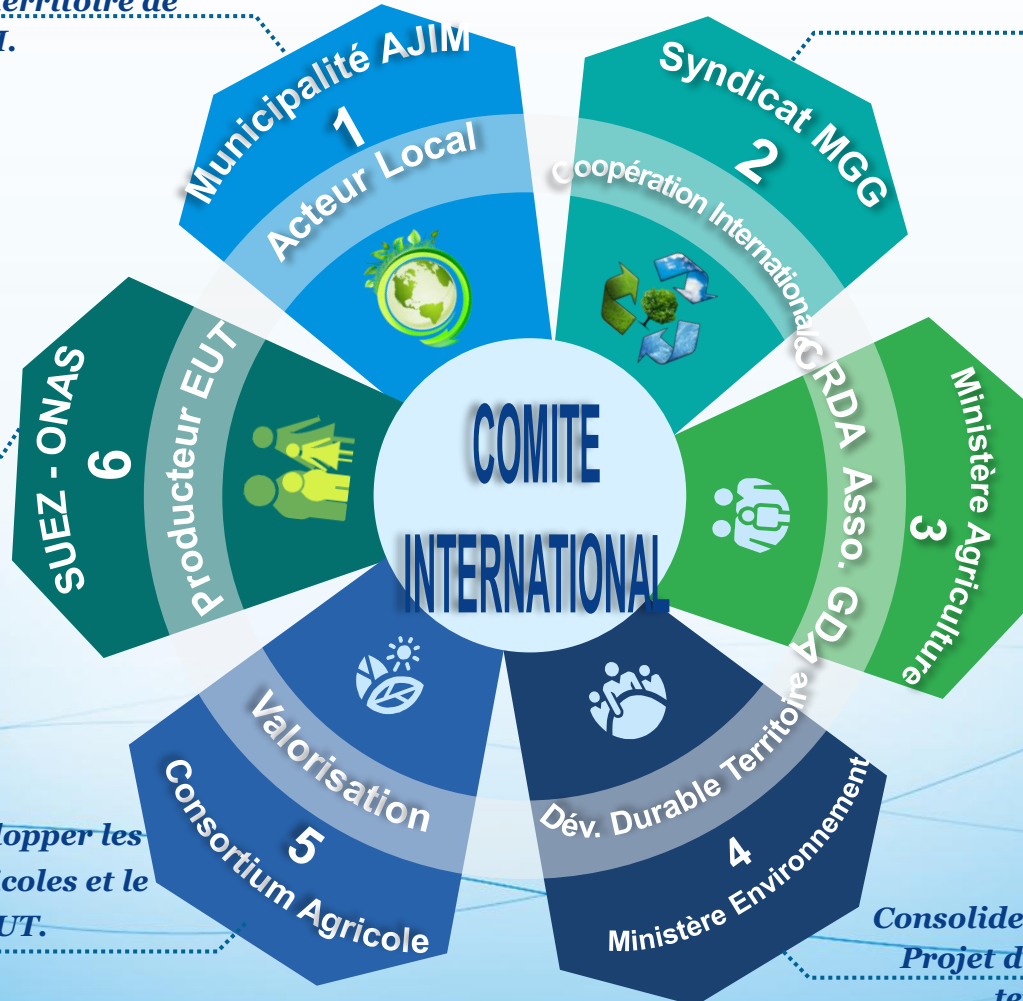 territoire de
I.
Municipalité AJIM
1
Acteur Local
Syndicat MGG
2
Coopération Internationale
Ministère Agriculture
3
CRDA Asso. GDA
Dév. Durable Territoire
4
Ministère Environnement
Valorisation
5
Consortium Agricole
SUEZ - ONAS
6
Producteur EUT
COMITE
INTERNATIONAL
lopper les
icoles et le
UT.
Consolide
Projet d
te